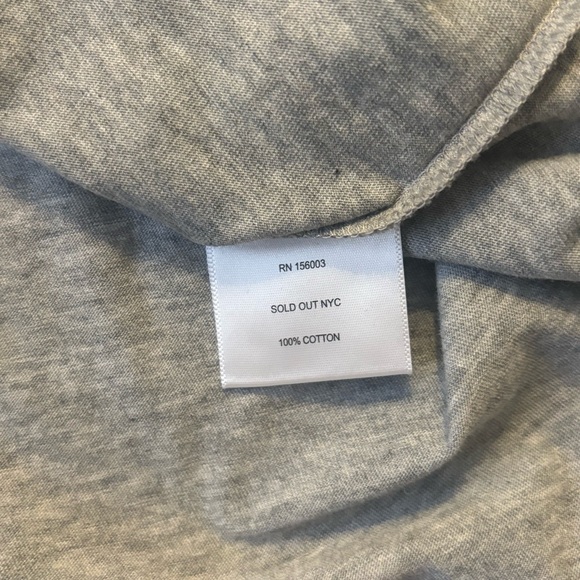 RN 156003
SOLD OUT NYC
100% COTTON